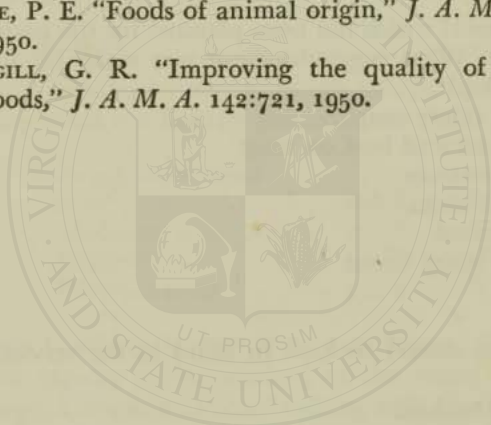 E, P. E. "Foods of animal origin," J. A. M
950.
GILL, G. R. "Improving the quality of
oods," J. A. M. A. 142:721, 1950.
VIRGINIA INSTITUTE
AND STATE UNIVERSITY
UT PROSIM